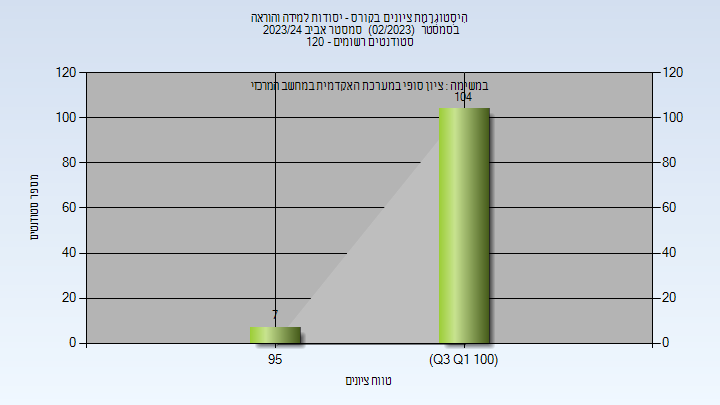 היסטוגרמת ציונים בקורס - יסודות למידה והוראה
בסמסטר (02/2023) סמסטר אביב 2023/24
סטודנטים רשומים - 120
במשימה : ציון סופי במערכת האקדמית במחשב המרכזי
120 120
104
100 100
80 80
60 60
40 40
20 20
7
0 0
95 (Q3 Q1 100)
טווח ציונים
מספר סטודנטים